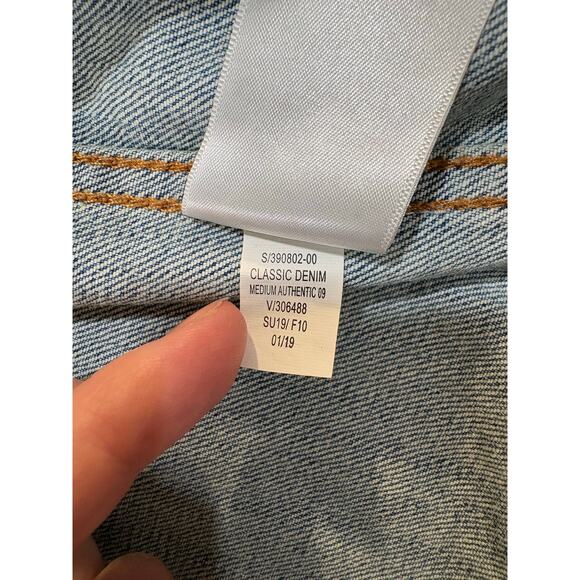 S/390802-00
CLASSIC DENIM
MEDIUM AUTHENTIC 09
V/306488
SU19/ F10
01/19